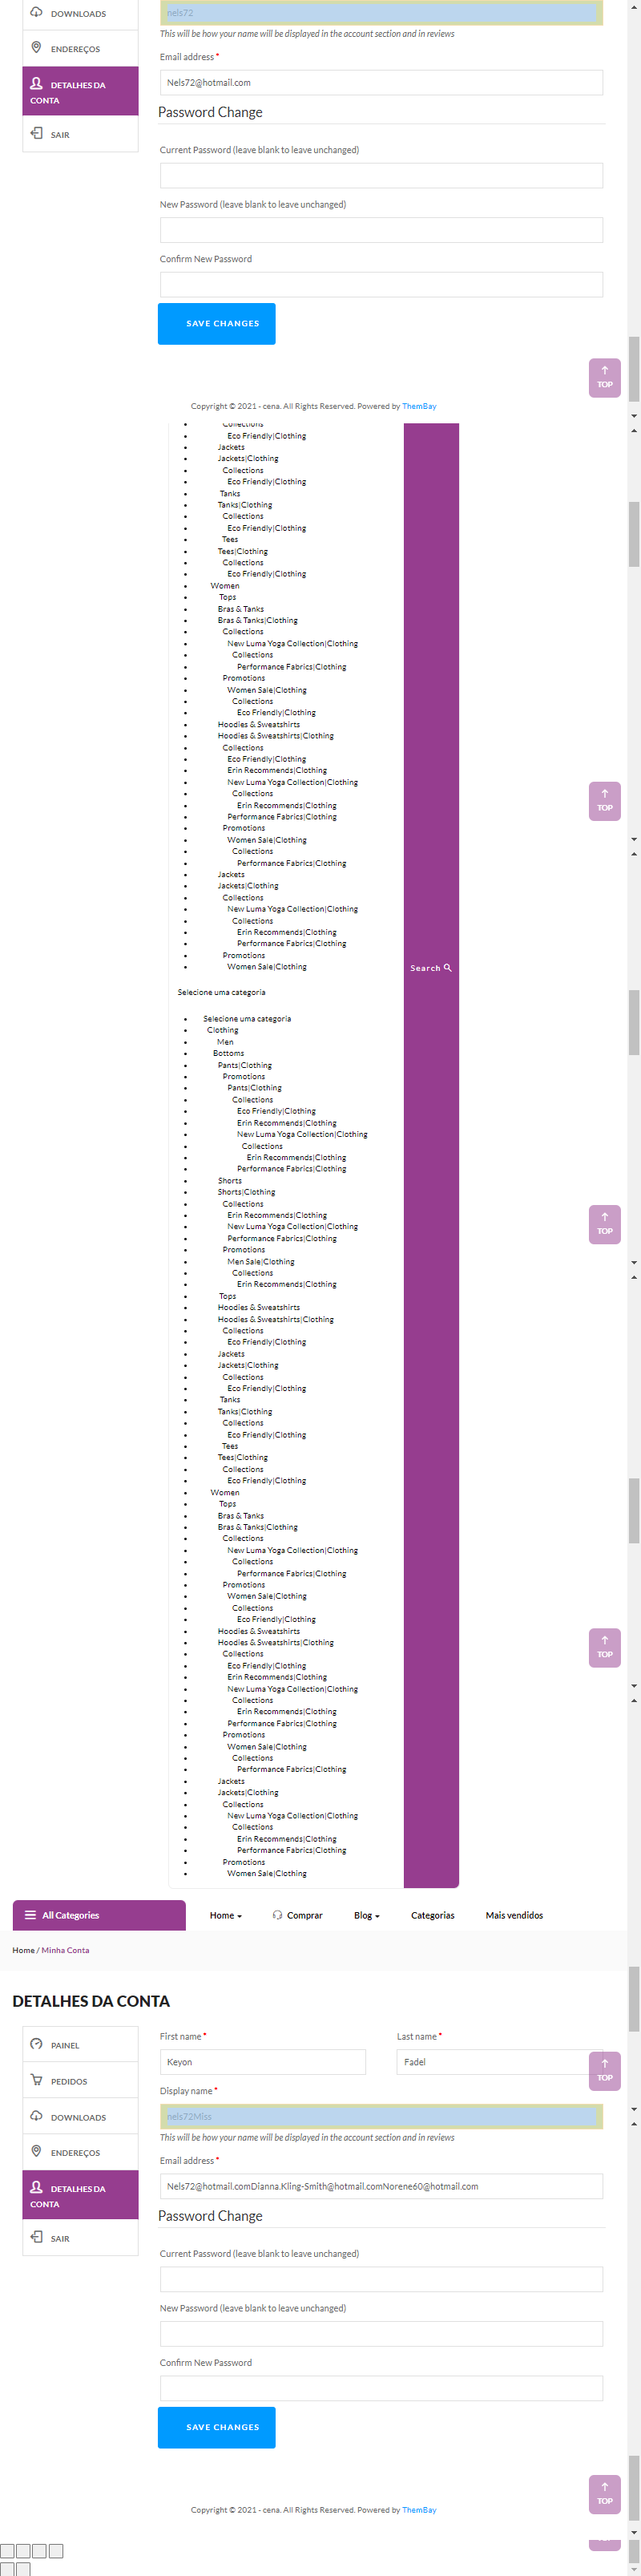 DOWNLOADS
nels72
This will be how your name will be displayed in the account section and in reviews
ENDEREÇOS
Email address *
DETALHES DA CONTA
Nels72@hotmail.com
SAIR
Password Change
Current Password (leave blank to leave unchanged)
New Password (leave blank to leave unchanged)
Confirm New Password
SAVE CHANGES
TOP
Copyright © 2021 - cena. All Rights Reserved. Powered by ThemBay
Collections
Eco Friendly|Clothing
Jackets
Jackets|Clothing
Collections
Eco Friendly|Clothing
Tanks
Tanks|Clothing
Collections
Eco Friendly|Clothing
Tees
Tees|Clothing
Collections
Eco Friendly|Clothing
Women
Tops
Bras & Tanks
Bras & Tanks|Clothing
Collections
New Luma Yoga Collection|Clothing
Collections
Performance Fabrics|Clothing
Promotions
Women Sale|Clothing
Collections
Eco Friendly|Clothing
Hoodies & Sweatshirts
Hoodies & Sweatshirts|Clothing
Collections
Eco Friendly|Clothing
Erin Recommends|Clothing
New Luma Yoga Collection|Clothing
Collections
Erin Recommends|Clothing
TOP
Performance Fabrics|Clothing
Promotions
Women Sale|Clothing
Collections
Performance Fabrics|Clothing
Jackets
Jackets|Clothing
Collections
New Luma Yoga Collection|Clothing
Collections
Erin Recommends|Clothing
Performance Fabrics|Clothing
Promotions
Women Sale|Clothing
Search
Selecione uma categoria
Selecione uma categoria
Clothing
Men
Bottoms
Pants|Clothing
Promotions
Pants|Clothing
Collections
Eco Friendly|Clothing
Erin Recommends|Clothing
New Luma Yoga Collection|Clothing
Collections
Erin Recommends|Clothing
Performance Fabrics|Clothing
Shorts
Shorts|Clothing
Collections
Erin Recommends|Clothing
New Luma Yoga Collection|Clothing
TOP
Performance Fabrics|Clothing
Promotions
Men Sale|Clothing
Collections
Erin Recommends|Clothing
Tops
Hoodies & Sweatshirts
Hoodies & Sweatshirts|Clothing
Collections
Eco Friendly|Clothing
Jackets
Jackets|Clothing
Collections
Eco Friendly|Clothing
Tanks
Tanks|Clothing
Collections
Eco Friendly|Clothing
Tees
Tees|Clothing
Collections
Eco Friendly|Clothing
Women
Tops
Bras & Tanks
Bras & Tanks|Clothing
Collections
New Luma Yoga Collection|Clothing
Collections
Performance Fabrics|Clothing
Promotions
Women Sale|Clothing
Collections
Eco Friendly|Clothing
Hoodies & Sweatshirts
Hoodies & Sweatshirts|Clothing
Collections
TOP
Eco Friendly|Clothing
Erin Recommends|Clothing
New Luma Yoga Collection|Clothing
Collections
Erin Recommends|Clothing
Performance Fabrics|Clothing
Promotions
Women Sale|Clothing
Collections
Performance Fabrics|Clothing
Jackets
Jackets|Clothing
Collections
New Luma Yoga Collection|Clothing
Collections
Erin Recommends|Clothing
Performance Fabrics|Clothing
Promotions
Women Sale|Clothing
All Categories
Home
Comprar
Blog
Categorias
Mais vendidos
Home / Minha Conta
DETALHES DA CONTA
First name *
Last name *
PAINEL
Keyon
Fadel
TOP
PEDIDOS
Display name *
DOWNLOADS
nels72Miss
This will be how your name will be displayed in the account section and in reviews
ENDEREÇOS
Email address *
DETALHES DA CONTA
Nels72@hotmail.comDianna.Kling-Smith@hotmail.comNorene60@hotmail.com
SAIR
Password Change
Current Password (leave blank to leave unchanged)
New Password (leave blank to leave unchanged)
Confirm New Password
SAVE CHANGES
TOP
Copyright © 2021 - cena. All Rights Reserved. Powered by ThemBay